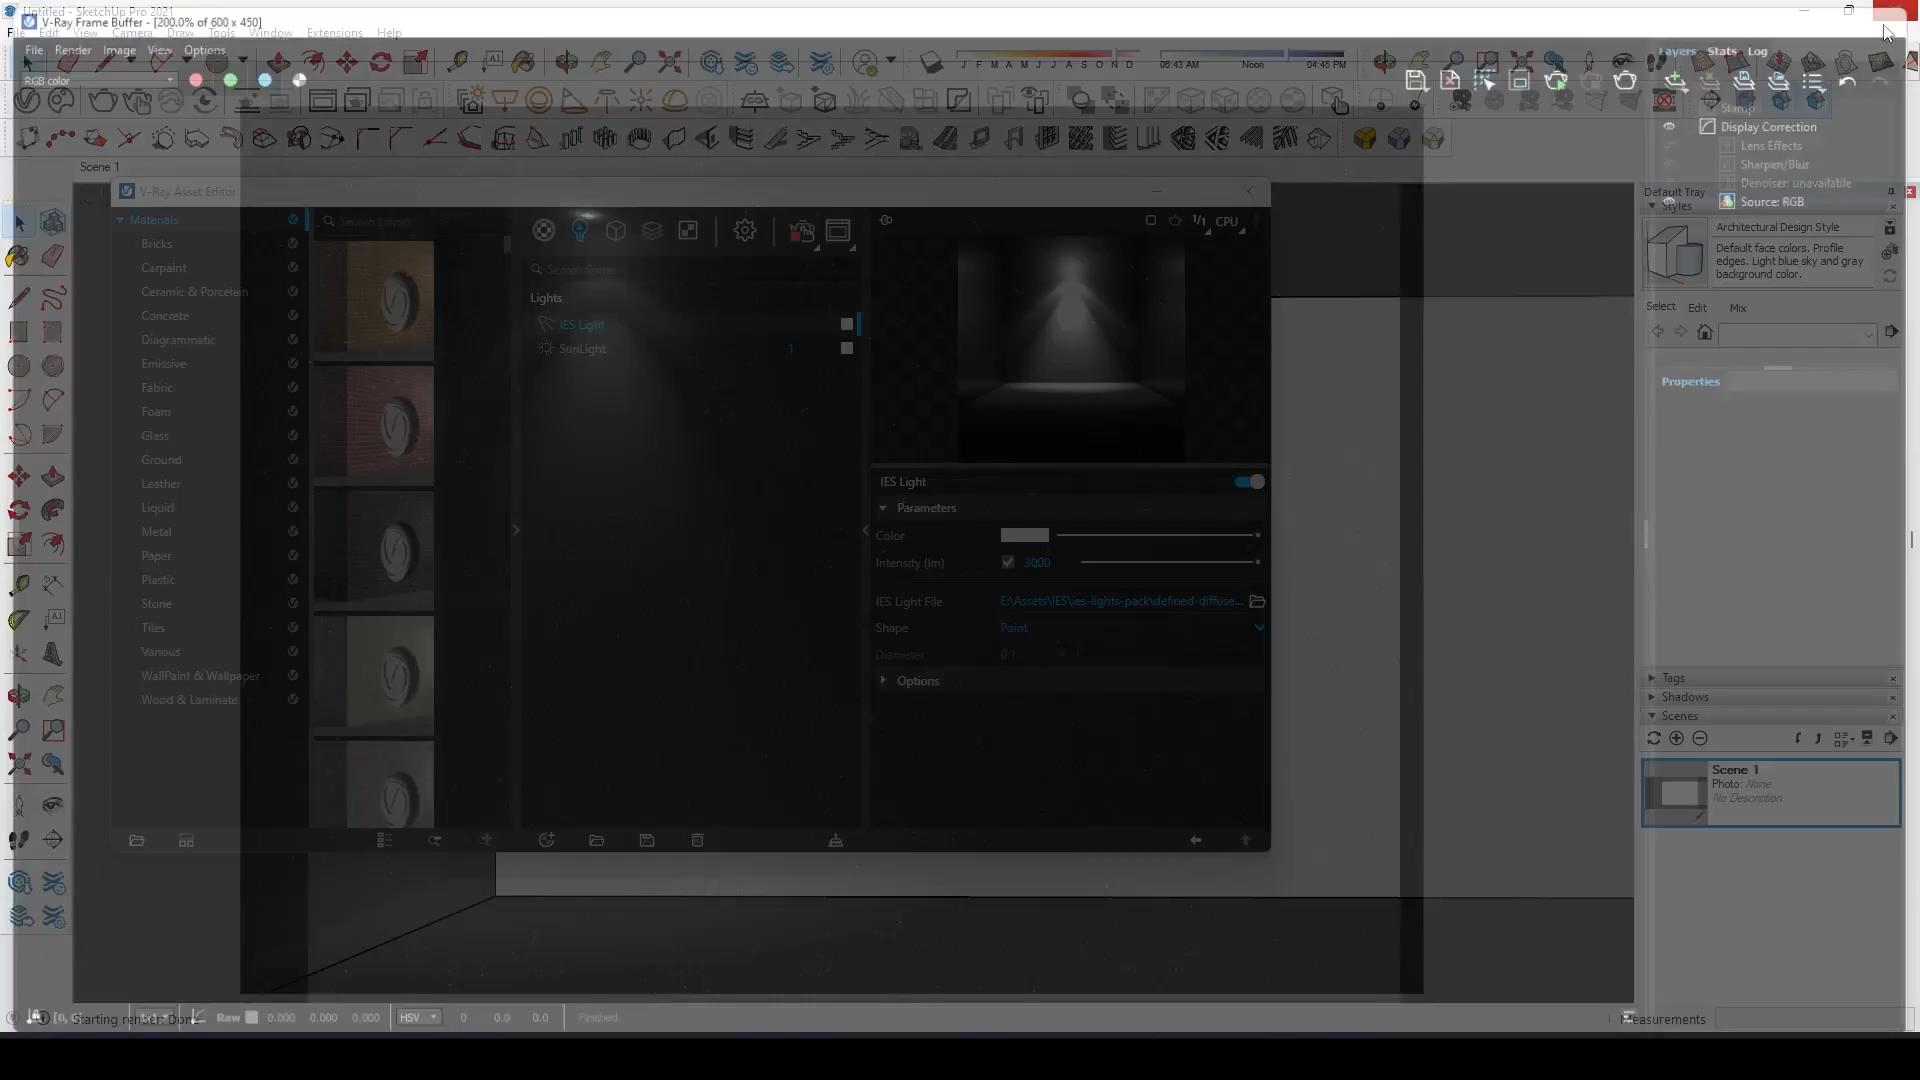 Untitled - SketchUp Pro 2021
V-Ray Frame Buffer - [200.0% of 600 x 450]
File Edit View Camera Draw Tools Window Extensions Help
File Render Image View Options
Layers Stats Log
J F M A M J J A S O N D
06:43 AM Noon 04:45 PM
RGB color
Stamp
Display Correction
Lens Effects
Sharpen/Blur
Denoiser: unavailable
Source: RGB
Scene 1
V-Ray Asset Editor
Default Tray
Styles
Materials
Bricks
Carpaint
Ceramic & Porcelain
Concrete
Diagrammatic
Emissive
Fabric
Foam
Glass
Ground
Leather
Liquid
Metal
Paper
Plastic
Stone
Tiles
Various
WallPaint & Wallpaper
Wood & Laminate
Lights
IES Light
SunLight 1
1/1 CPU
IES Light
Parameters
Color
Intensity (lm) 3000
IES Light File E:\Assets\IES\ies-lights-pack\defined-diffuse...
Shape Point
Diameter 0.1
Options
Architectural Design Style
Default face colors. Profile
edges. Light blue sky and gray
background color.
Select Edit Mix
Properties
Tags
Shadows
Scenes
Scene 1
Photo: None
No Description
Starting render: Done
Raw 0.000 0.000 0.000 HSV 0 0.0 0.0 Finished
Measurements